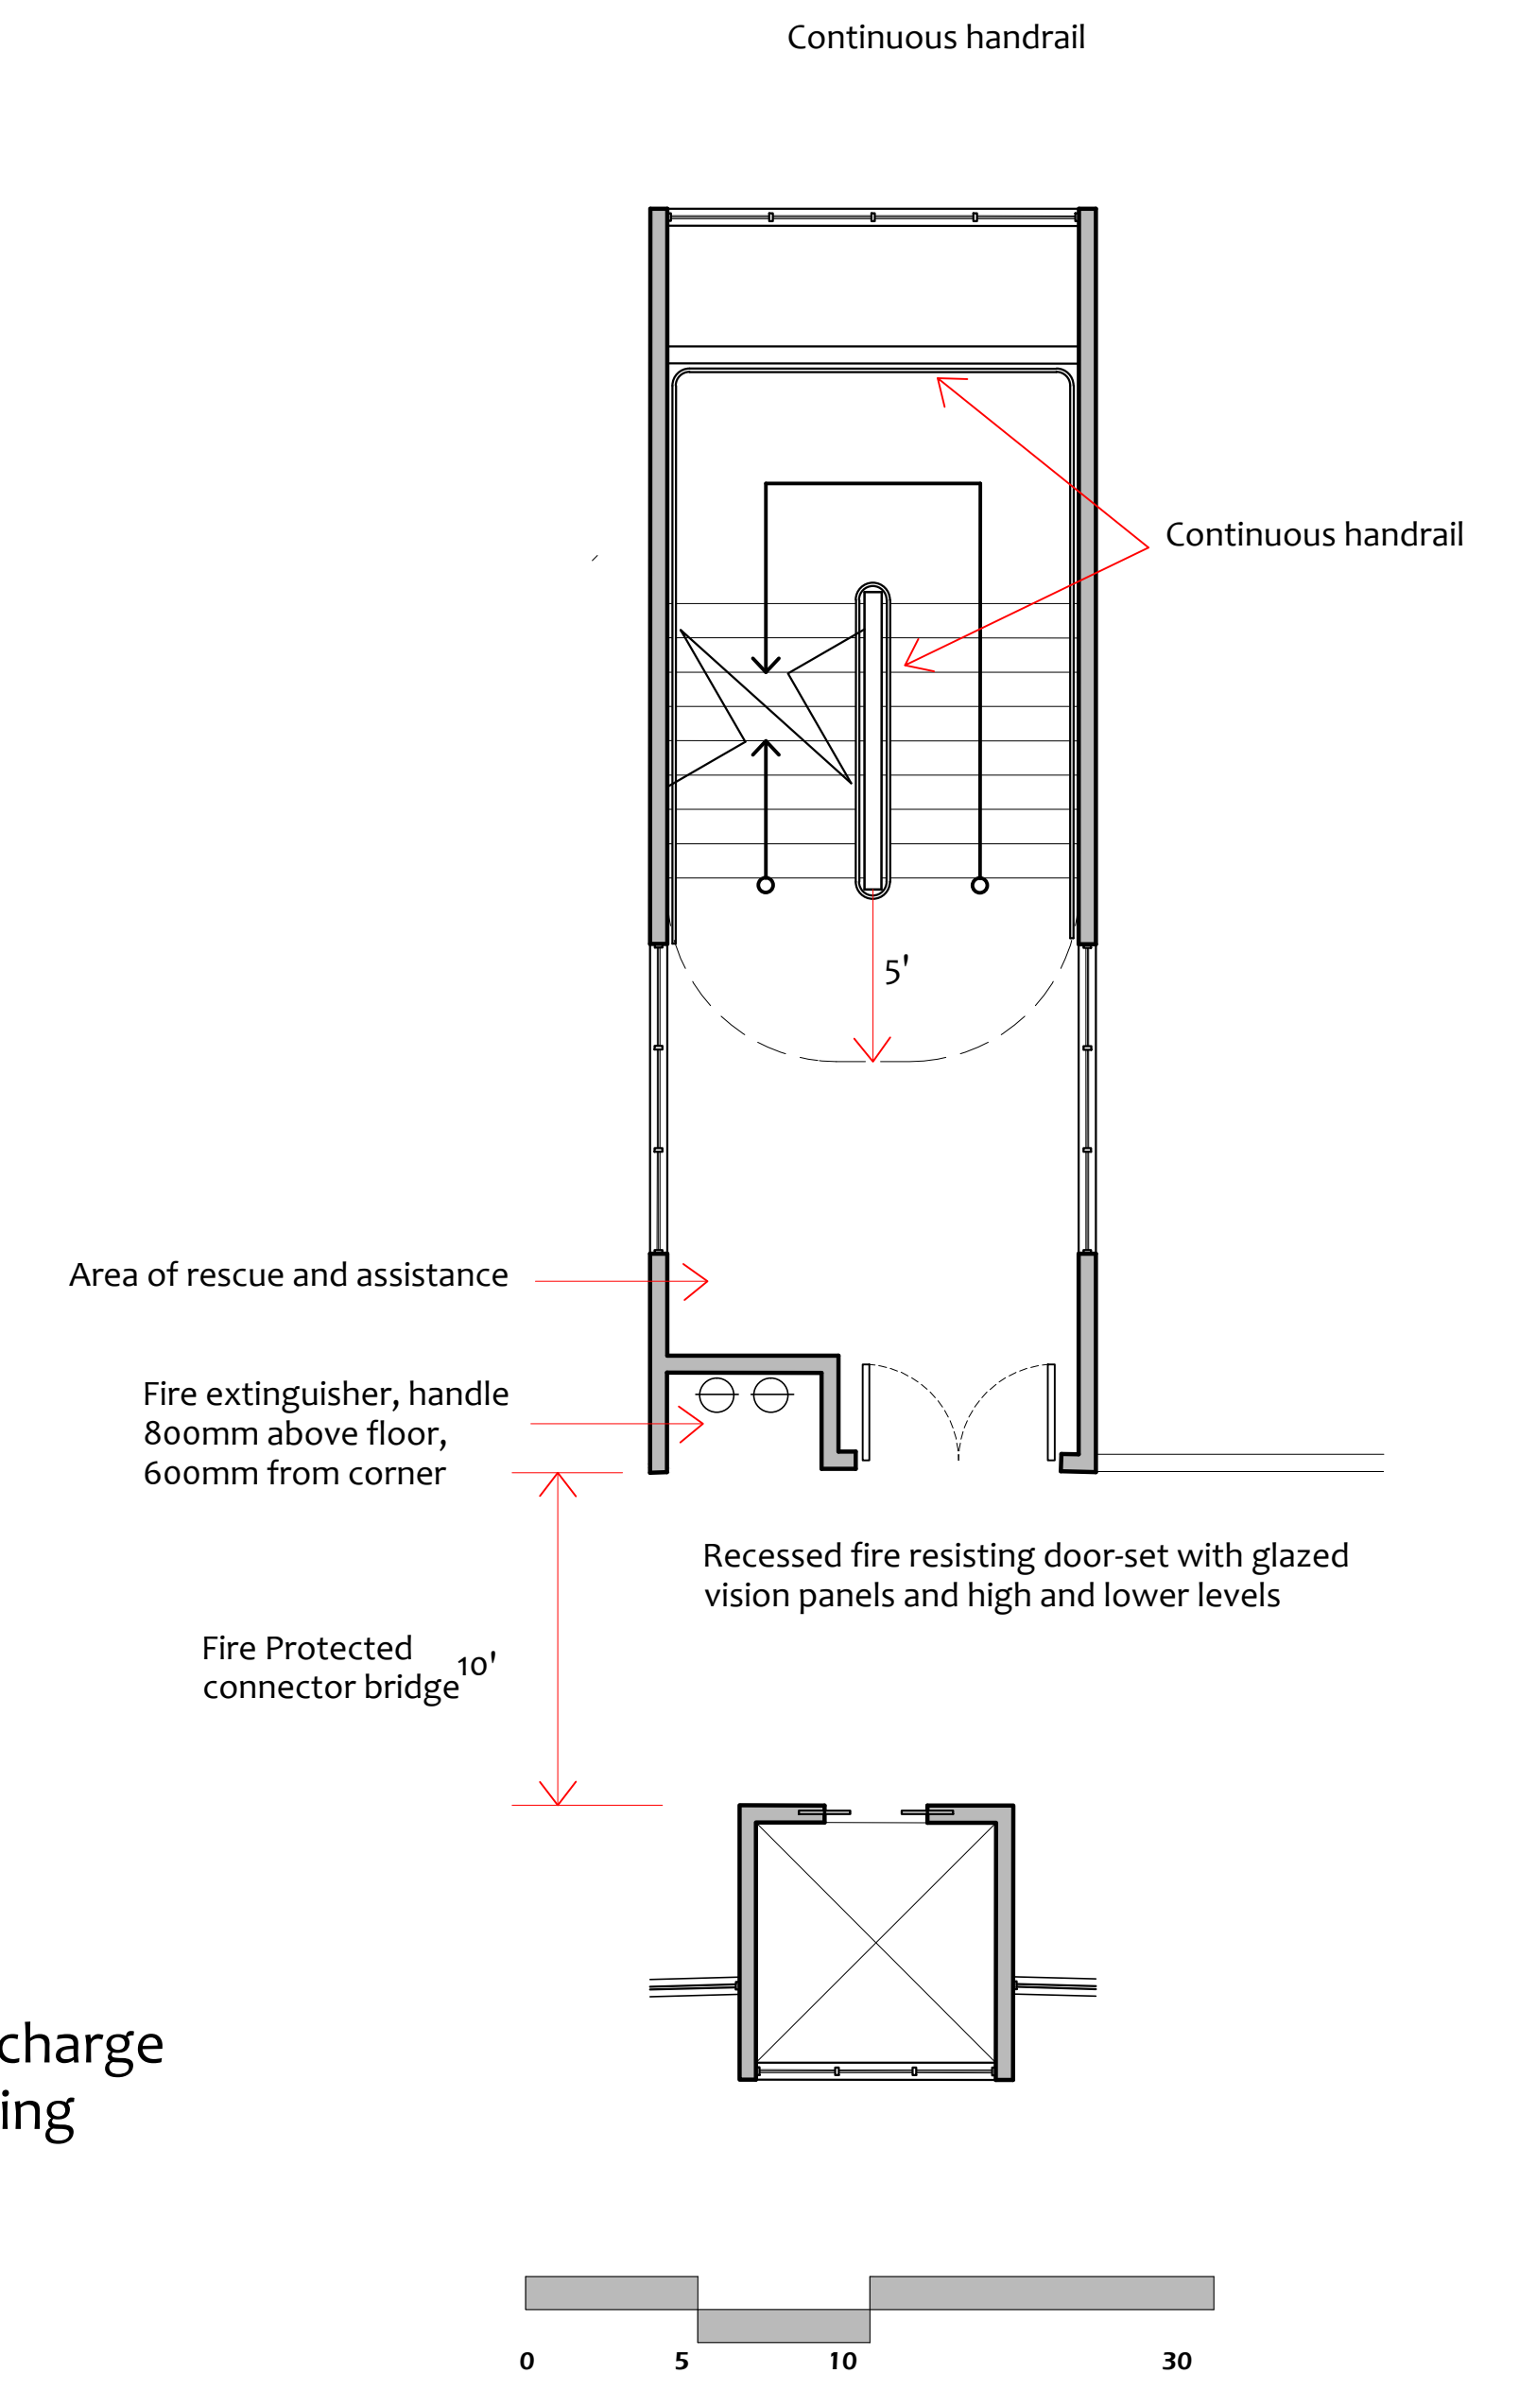 Continuous handrail
Continuous handrail
5'
Area of rescue and assistance
Fire extinguisher, handle
800mm above floor,
600mm from corner
Recessed fire resisting door-set with glazed
vision panels and high and lower levels
Fire Protected
connector bridge
10'
charge
ing
0 5 10 30